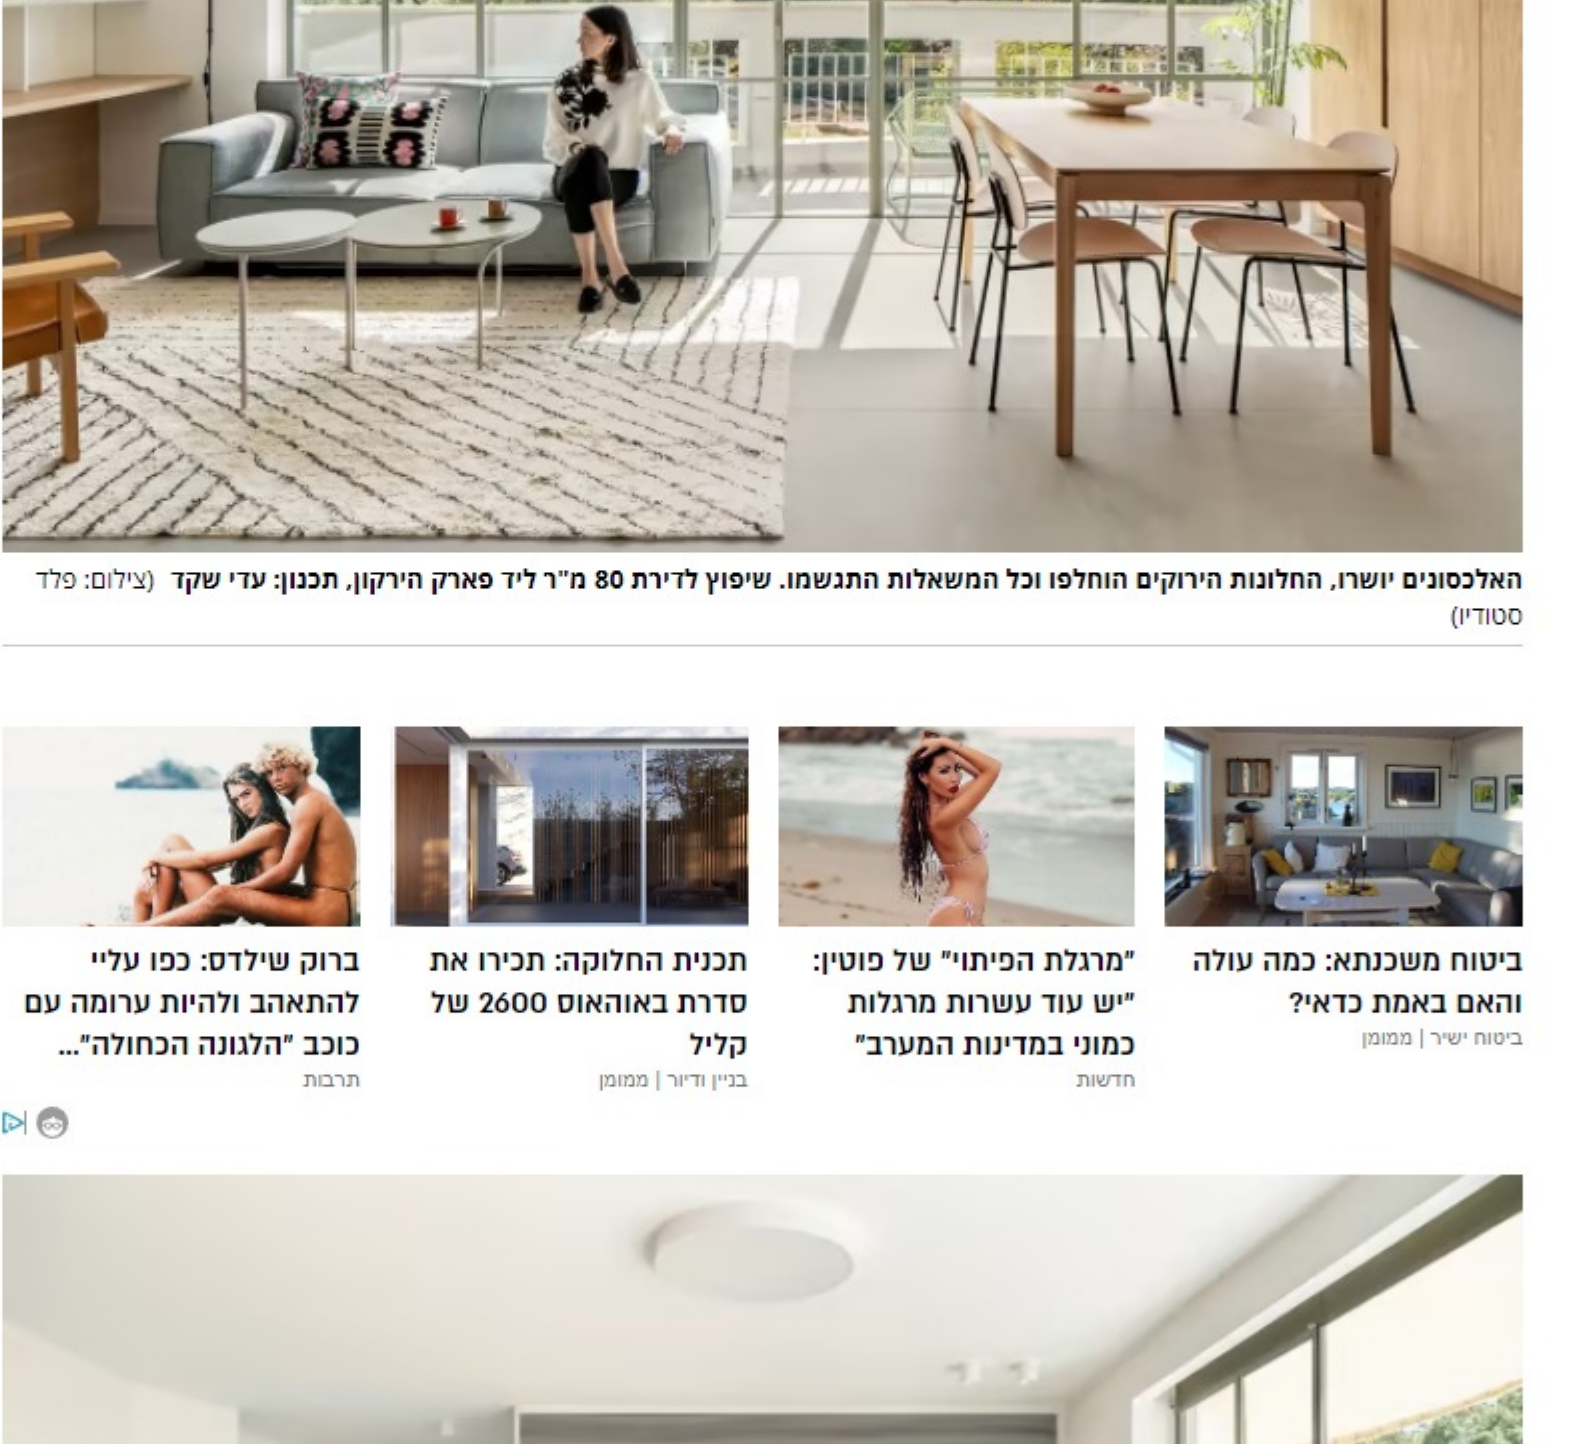 האלכסונים יושרו, החלונות הירוקים הוחלפו וכל המשאלות התגשמו. שיפוץ לדירת 80 מ"ר ליד פארק הירקון, תכנון: עדי שקד (צילום: פלד
סטודיו)
ביטוח משכנתא: כמה עולה
והאם באמת כדאי?
ביטוח ישיר | ממומן
"מרגלת הפיתוי" של פוטין:
"יש עוד עשרות מרגלות
כמוני במדינות המערב"
חדשות
תכנית החלוקה: תכירו את
סדרת באוהאוס 2600 של
קליל
בניין ודיור | ממומן
ברוק שילדס: כפו עליי
להתאהב ולהיות ערומה עם
כוכב "הלגונה הכחולה"...
תרבות